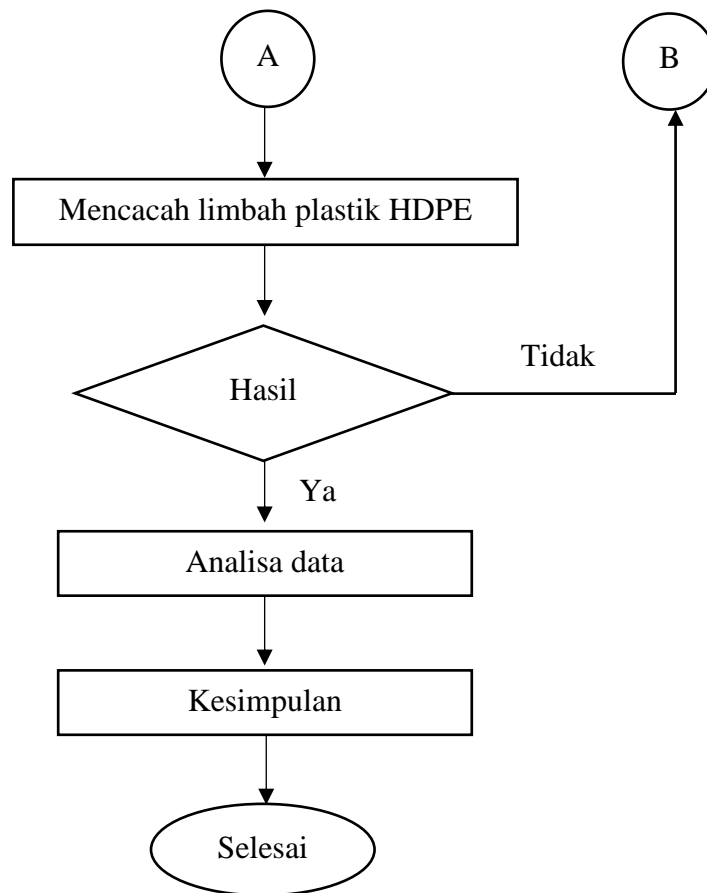 A
B
Mencacah limbah plastik HDPE
Tidak
Hasil
Ya
Analisa data
Kesimpulan
Selesai